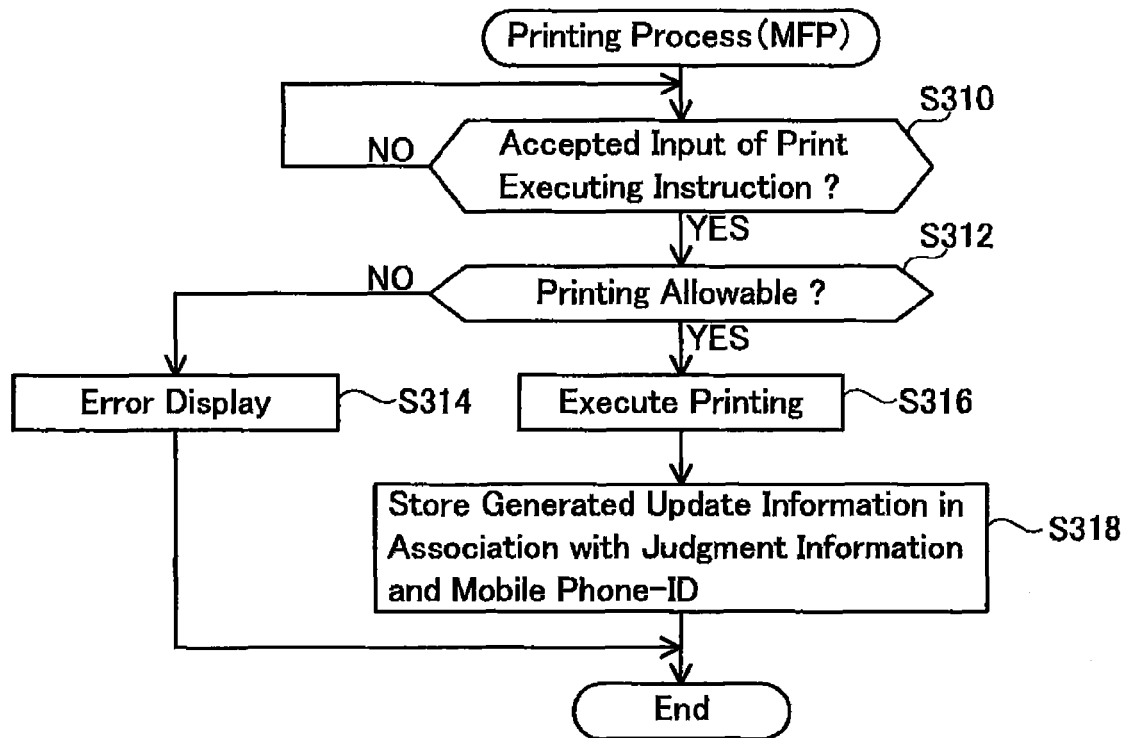 Printing Process(MFP)
S310
NO
Accepted Input of Print
Executing Instruction ?
YES
S312
NO
Printing Allowable ?
YES
Error Display
S314
Execute Printing
S316
Store Generated Update Information in
Association with Judgment Information
and Mobile Phone-ID
S318
End